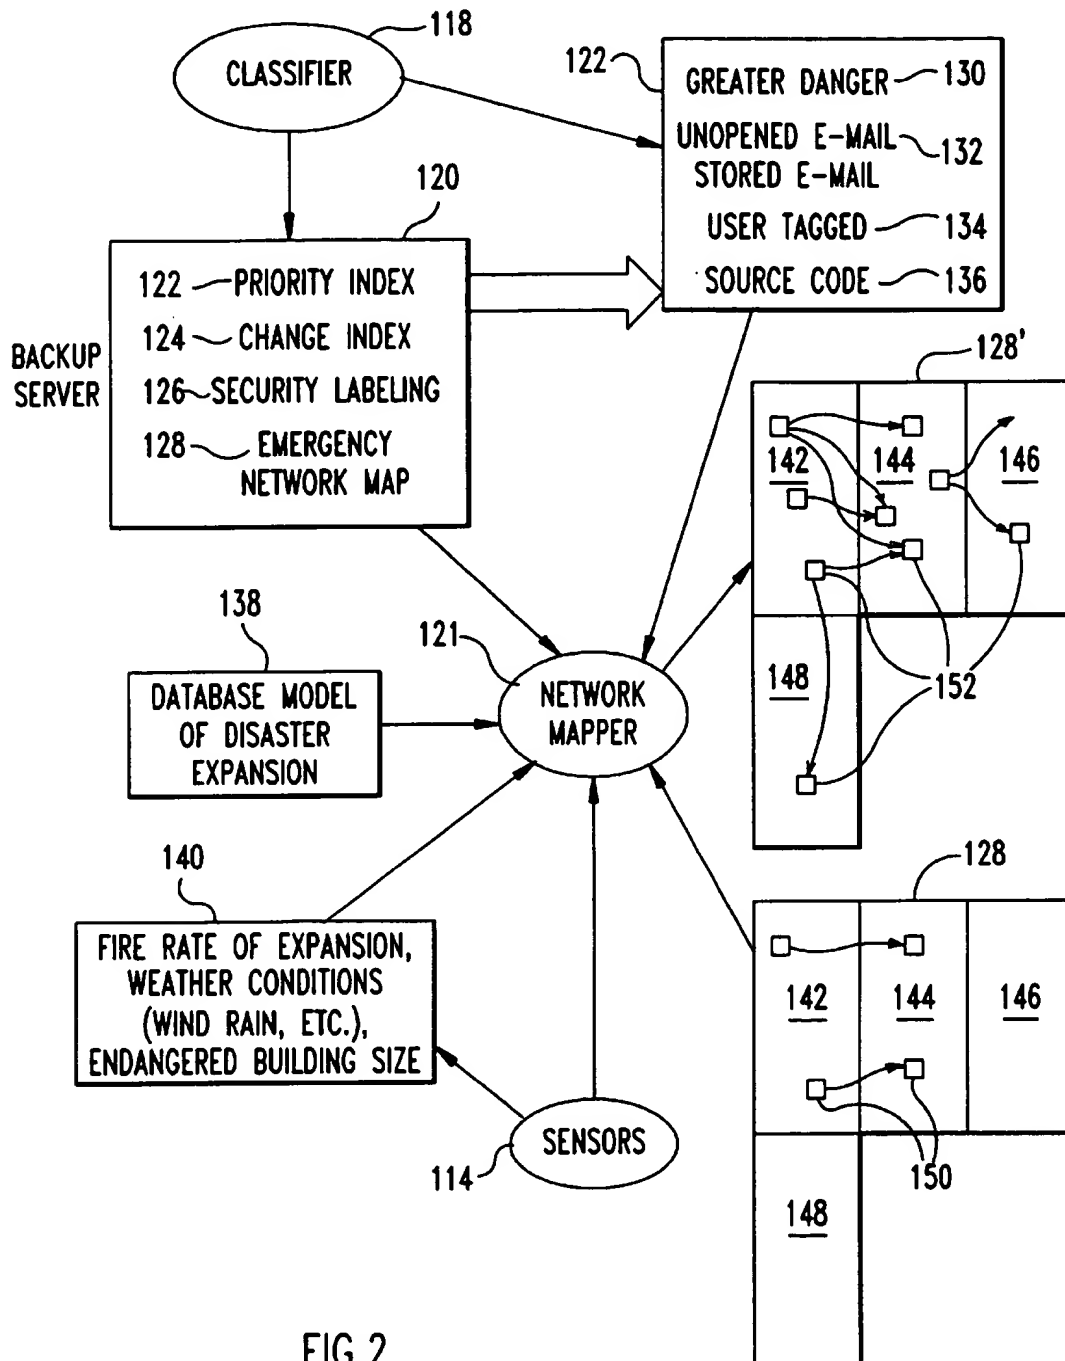 118
CLASSIFIER
122
GREATER DANGER 130
UNOPENED E-MAIL 132
STORED E-MAIL
USER TAGGED 134
SOURCE CODE 136
120
BACKUP
SERVER
122 PRIORITY INDEX
124 CHANGE INDEX
126 SECURITY LABELING
128 EMERGENCY
NETWORK MAP
128'
142
144
146
148
152
138
DATABASE MODEL
OF DISASTER
EXPANSION
121
NETWORK
MAPPER
140
FIRE RATE OF EXPANSION,
WEATHER CONDITIONS
(WIND RAIN, ETC.),
ENDANGERED BUILDING SIZE
SENSORS
114
128
142
144
146
150
148
FIG.2